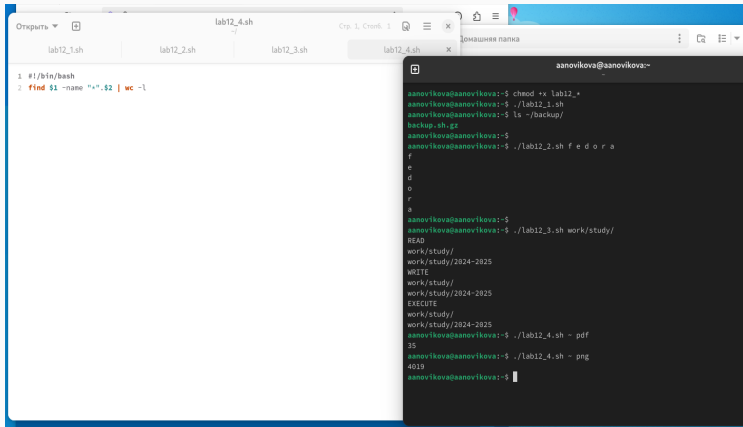 Открыть
lab12_4.sh
~/
Стр. 1, Столб. 1
lab12_1.sh
lab12_2.sh
lab12_3.sh
lab12_4.sh
1 #!/bin/bash
2 find $1 -name "*".$2 | wc -l
Домашняя папка
aanovikova@aanovikova:~
~
aanovikova@aanovikova:~$ chmod +x lab12_*
aanovikova@aanovikova:~$ ./lab12_1.sh
aanovikova@aanovikova:~$ ls ~/backup/
backup.sh.gz
aanovikova@aanovikova:~$
aanovikova@aanovikova:~$ ./lab12_2.sh f e d o r a
f
e
d
o
r
a
aanovikova@aanovikova:~$
aanovikova@aanovikova:~$ ./lab12_3.sh work/study/
READ
work/study/
work/study/2024-2025
WRITE
work/study/
work/study/2024-2025
EXECUTE
work/study/
work/study/2024-2025
aanovikova@aanovikova:~$ ./lab12_4.sh ~ pdf
35
aanovikova@aanovikova:~$ ./lab12_4.sh ~ png
4019
aanovikova@aanovikova:~$